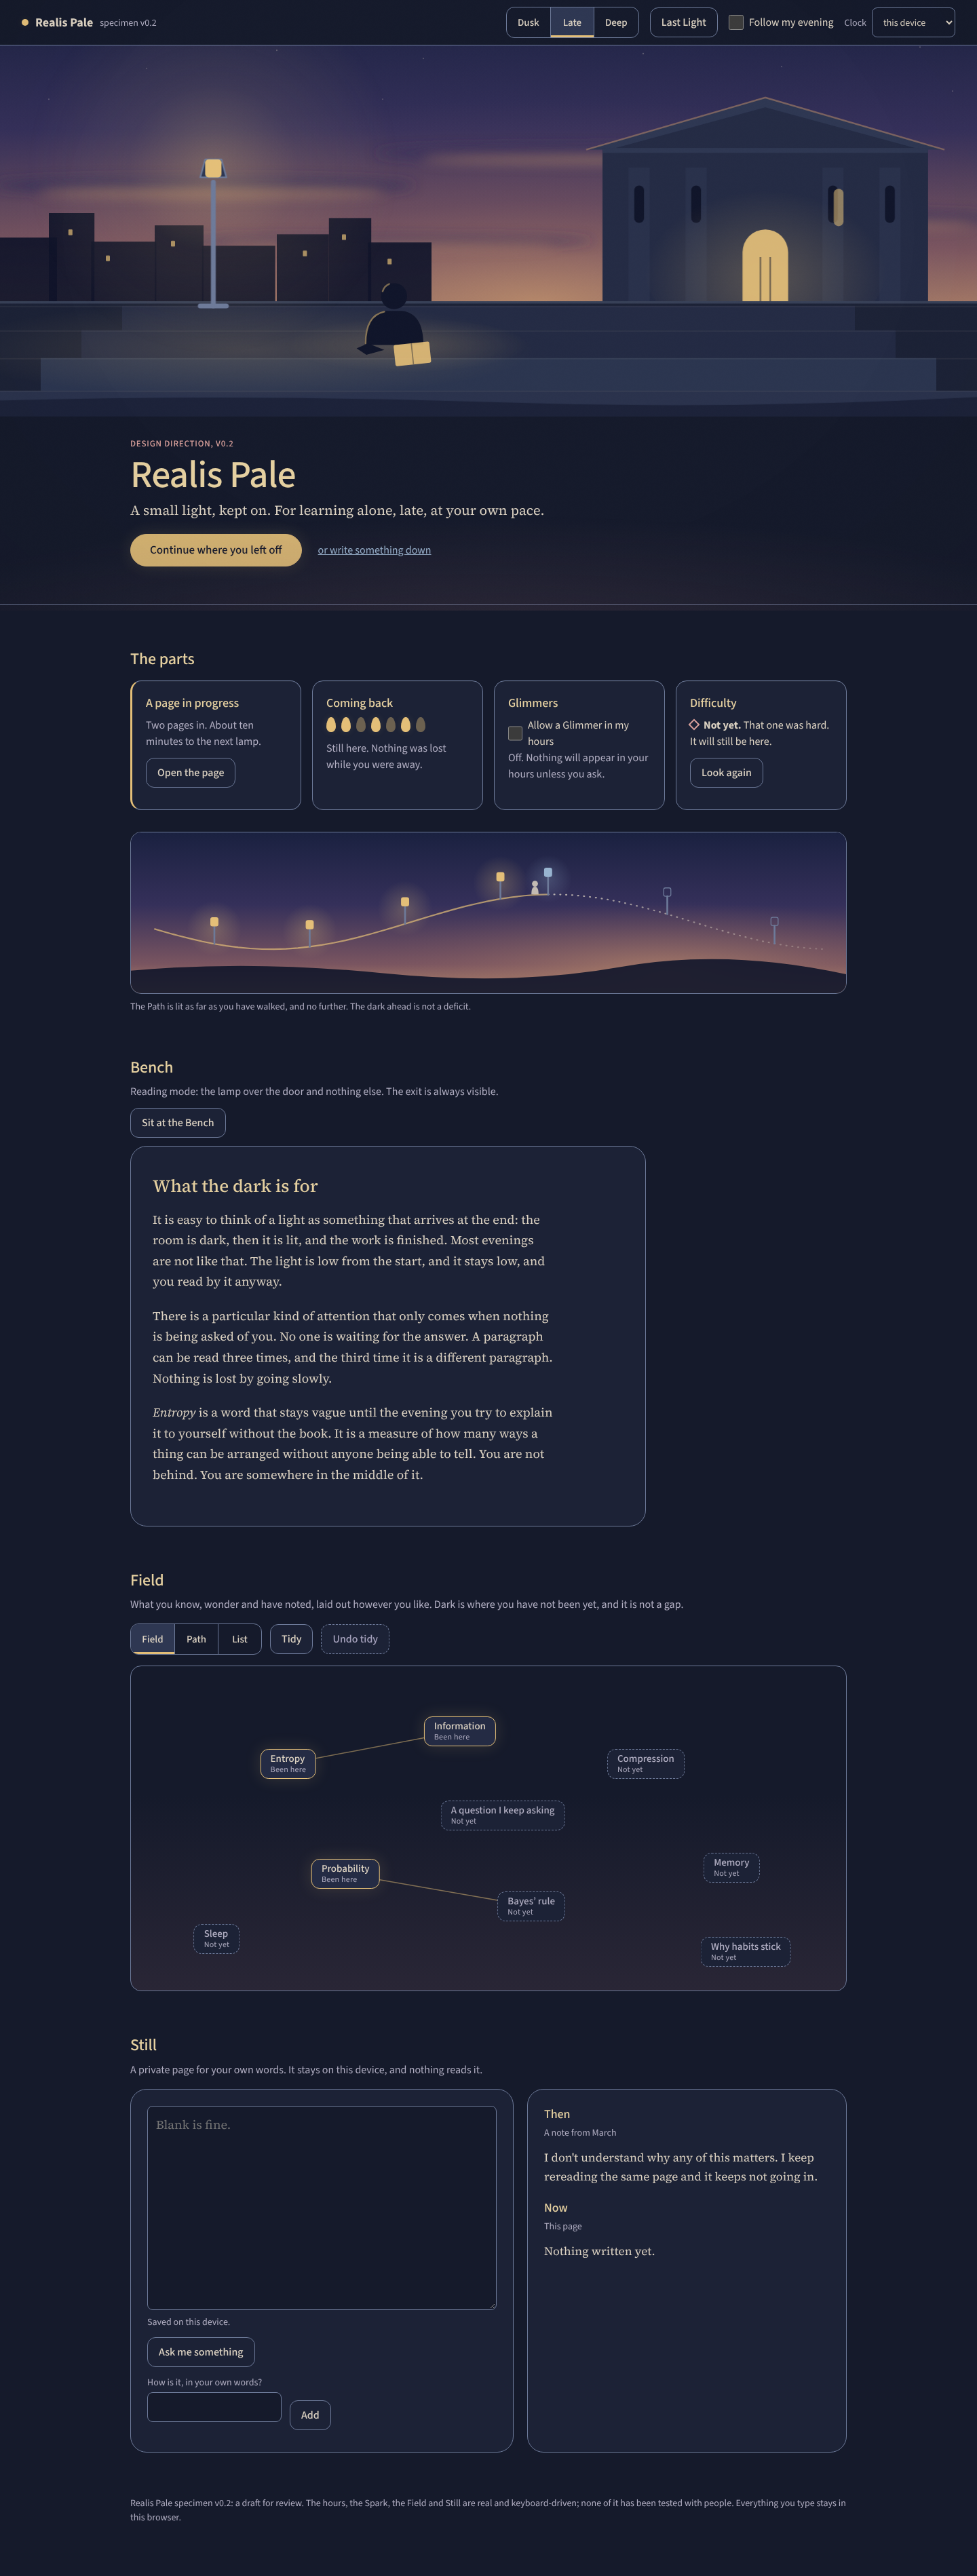 Realis Pale specimen v0.2
Dusk Late Deep Last Light Follow my evening Clock this device
DESIGN DIRECTION, V0.2
Realis Pale
A small light, kept on. For learning alone, late, at your own pace.
Continue where you left off or write something down
The parts
A page in progress
Two pages in. About ten
minutes to the next lamp.
Open the page
Coming back
Still here. Nothing was lost
while you were away.
Glimmers
Allow a Glimmer in my
hours
Off. Nothing will appear in your
hours unless you ask.
Difficulty
Not yet. That one was hard.
It will still be here.
Look again
The Path is lit as far as you have walked, and no further. The dark ahead is not a deficit.
Bench
Reading mode: the lamp over the door and nothing else. The exit is always visible.
Sit at the Bench
What the dark is for
It is easy to think of a light as something that arrives at the end: the
room is dark, then it is lit, and the work is finished. Most evenings
are not like that. The light is low from the start, and it stays low, and
you read by it anyway.
There is a particular kind of attention that only comes when nothing
is being asked of you. No one is waiting for the answer. A paragraph
can be read three times, and the third time it is a different paragraph.
Nothing is lost by going slowly.
Entropy is a word that stays vague until the evening you try to explain
it to yourself without the book. It is a measure of how many ways a
thing can be arranged without anyone being able to tell. You are not
behind. You are somewhere in the middle of it.
Field
What you know, wonder and have noted, laid out however you like. Dark is where you have not been yet, and it is not a gap.
Field Path List Tidy Undo tidy
Information
Been here
Entropy
Been here
Compression
Not yet
A question I keep asking
Not yet
Probability
Been here
Memory
Not yet
Bayes’ rule
Not yet
Sleep
Not yet
Why habits stick
Not yet
Still
A private page for your own words. It stays on this device, and nothing reads it.
Blank is fine.
Saved on this device.
Ask me something
How is it, in your own words?
Add
Then
A note from March
I don't understand why any of this matters. I keep
rereading the same page and it keeps not going in.
Now
This page
Nothing written yet.
Realis Pale specimen v0.2: a draft for review. The hours, the Spark, the Field and Still are real and keyboard-driven; none of it has been tested with people. Everything you type stays in
this browser.